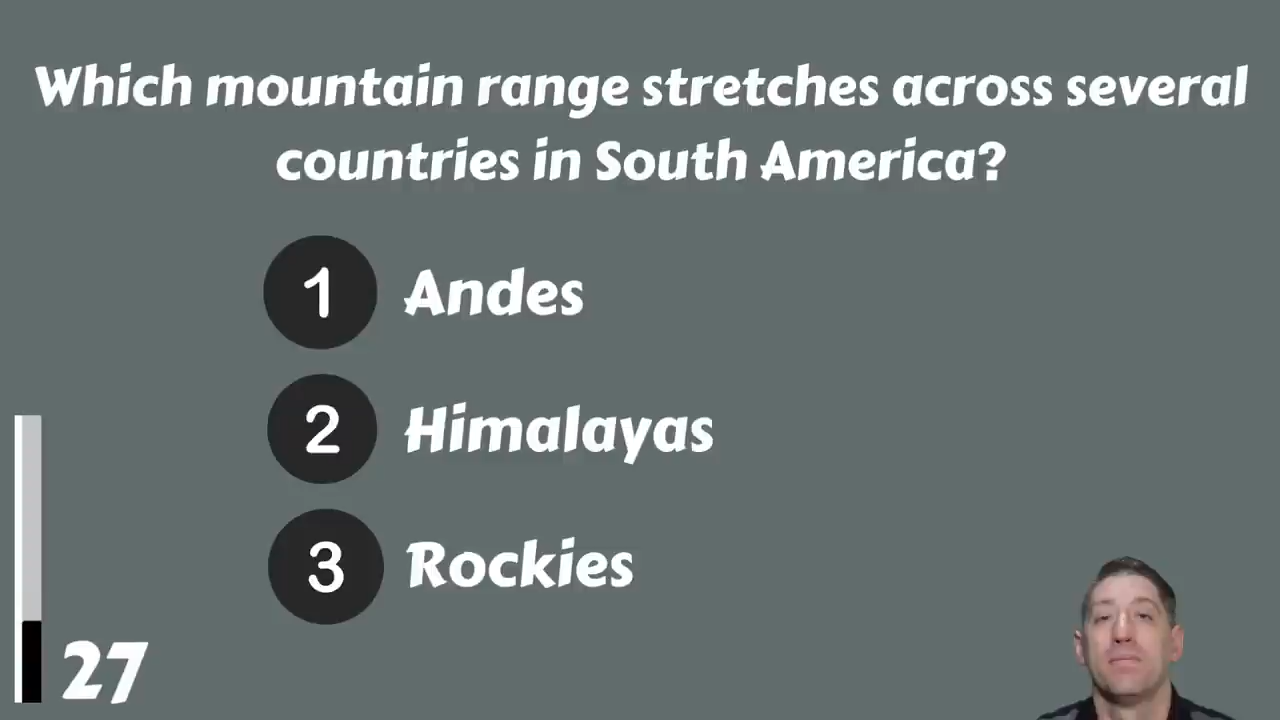 Which mountain range stretches across several
countries in South America?
1 Andes
2 Himalayas
3 Rockies
27